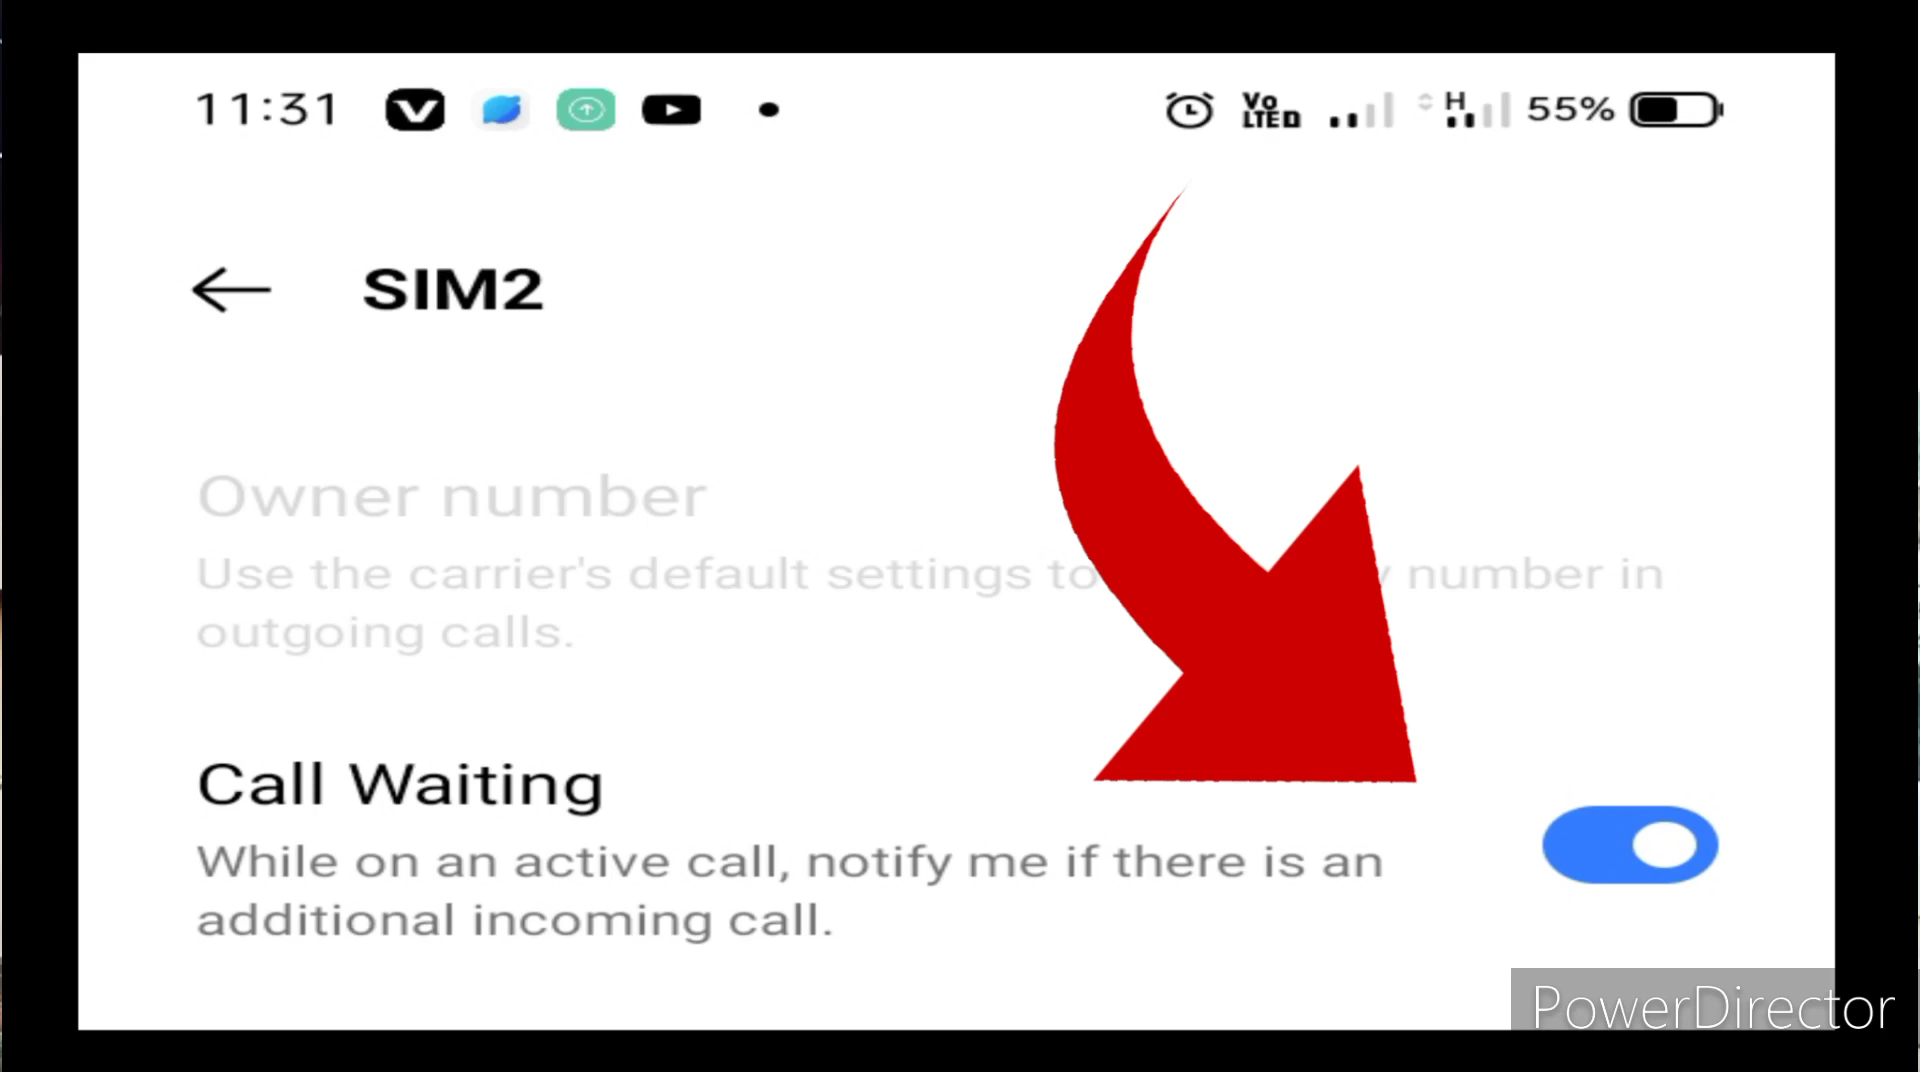 11:31 Vo LTE H 55%
SIM2
Owner number
Use the carrier's default settings to number in
outgoing calls.
Call Waiting
While on an active call, notify me if there is an
additional incoming call.
PowerDirector